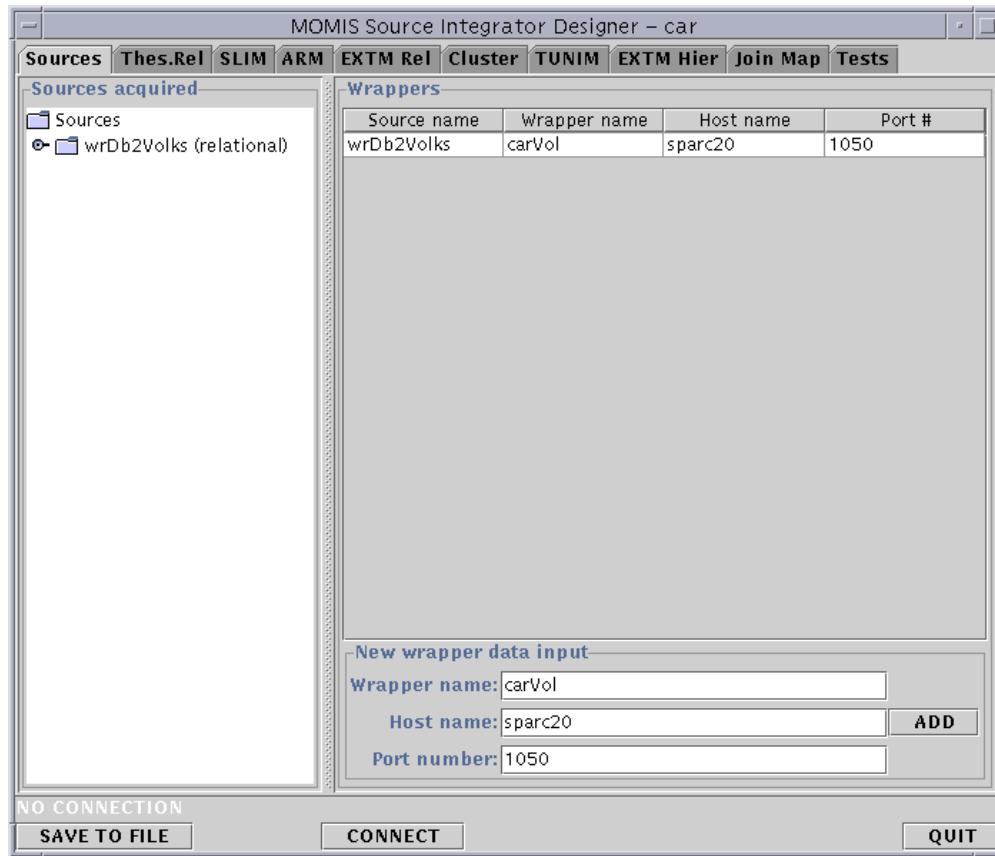 MOMIS Source Integrator Designer – car
Sources Thes.Rel SLIM ARM EXTM Rel Cluster TUNIM EXTM Hier Join Map Tests
Sources acquired
Sources
wrDb2Volks (relational)
Wrappers
Source name Wrapper name Host name Port #
wrDb2Volks carVol sparc20 1050
New wrapper data input
Wrapper name: carVol
Host name: sparc20 ADD
Port number: 1050
NO CONNECTION
SAVE TO FILE CONNECT QUIT